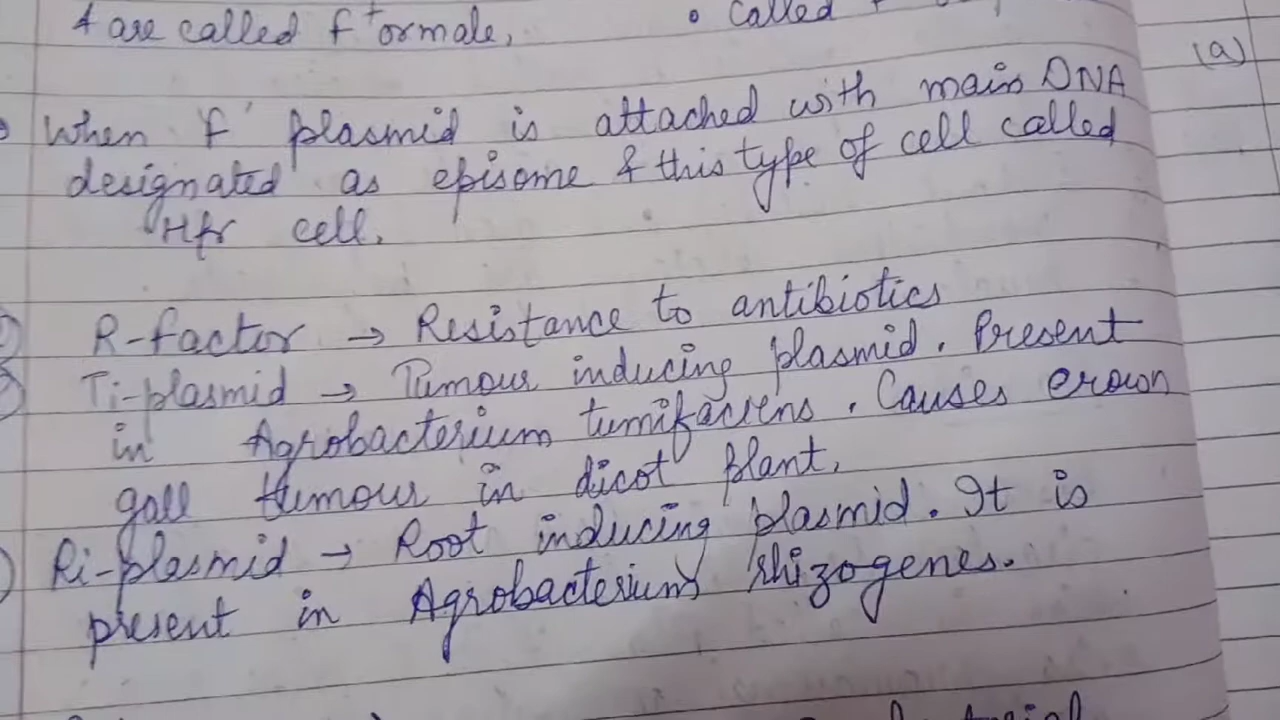 & are called f+ or male,
• Called
(a)
When 'f' plasmid is attached with main DNA
designated as episome & this type of cell called
Hfr cell.
R-factor → Resistance to antibiotics
Ti-plasmid → Tumour inducing plasmid. Present
in Agrobacterium tumifaciens. Causes crown
gall tumour in dicot plant.
Ri-plasmid → Root inducing plasmid. It is
present in Agrobacterium rhizogenes.